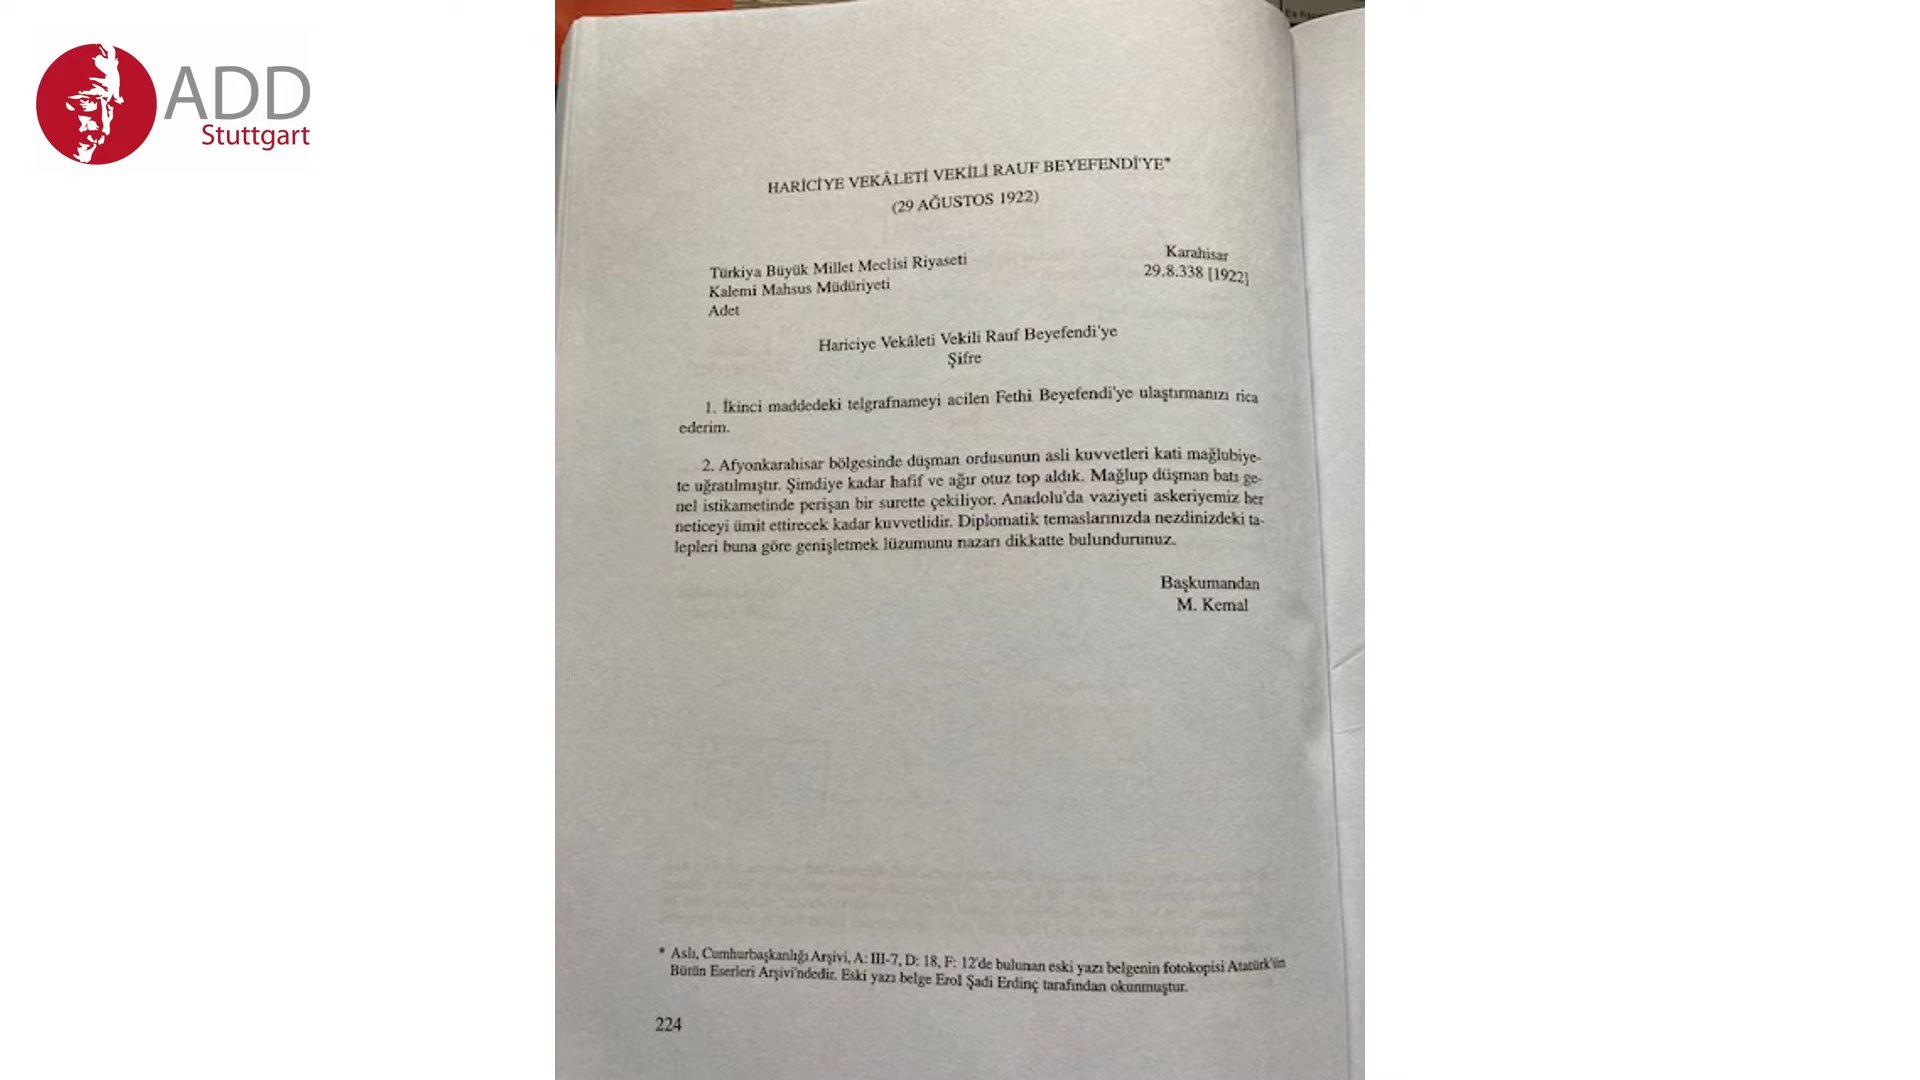 ADD
Stuttgart
HARİCİYE VEKÂLETİ VEKİLİ RAUF BEYEFENDİ'YE*
(29 AĞUSTOS 1922)
Türkiya Büyük Millet Meclisi Riyaseti
Kalemi Mahsus Müdüriyeti
Adet
Karahisar
29.8.338 [1922]
Hariciye Vekâleti Vekili Rauf Beyefendi'ye
Şifre
1. İkinci maddedeki telgrafnameyi acilen Fethi Beyefendi'ye ulaştırmanızı rica
ederim.
2. Afyonkarahisar bölgesinde düşman ordusunun asli kuvvetleri kati mağlubiye-
te uğratılmıştır. Şimdiye kadar hafif ve ağır otuz top aldık. Mağlup düşman batı ge-
nel istikametinde perişan bir surette çekiliyor. Anadolu'da vaziyeti askeriyemiz her
neticeyi ümit ettirecek kadar kuvvetlidir. Diplomatik temaslarınızda nezdinizdeki ta-
lepleri buna göre genişletmek lüzumunu nazarı dikkatte bulundurunuz.
Başkumandan
M. Kemal
* Aslı, Cumhurbaşkanlığı Arşivi, A: III-7, D: 18, F: 12'de bulunan eski yazı belgenin fotokopisi Atatürk'ün
Bütün Eserleri Arşivi'ndedir. Eski yazı belge Erol Şadi Erdinç tarafından okunmuştur.
224